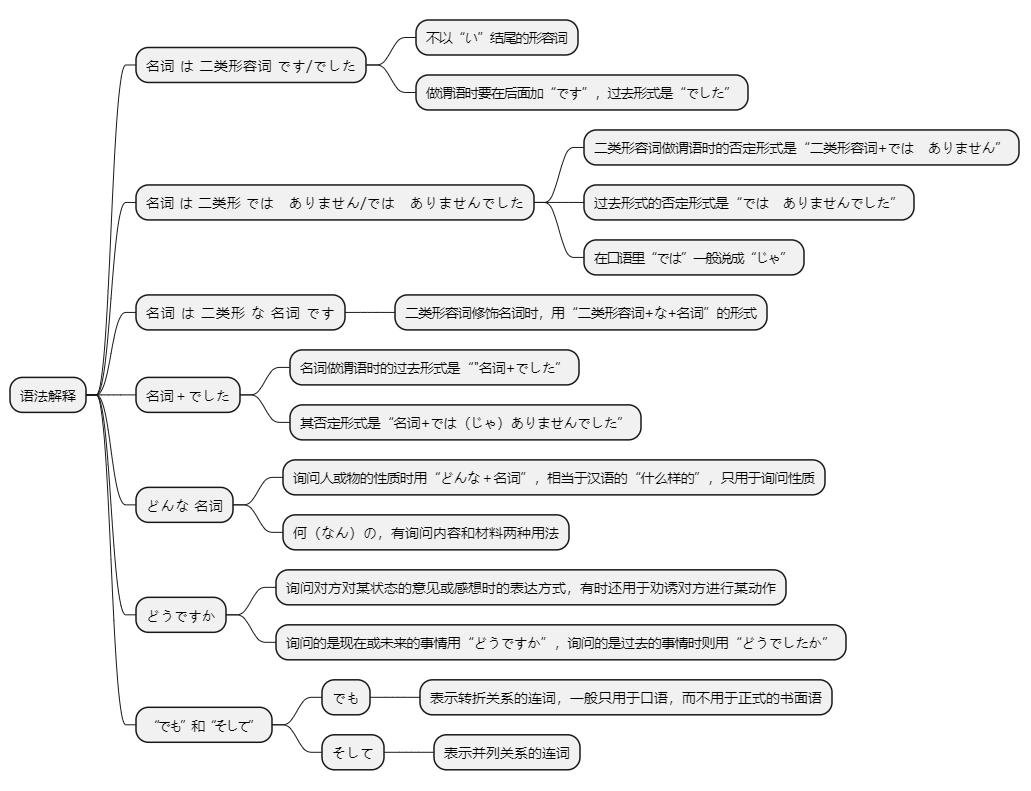 不以“い”结尾的形容词
名词 は 二类形容词 です/でした
做谓语时要在后面加“です”，过去形式是“でした”
二类形容词做谓语时的否定形式是“二类形容词+では　ありません”
名词 は 二类形 では　ありません/では　ありませんでした
过去形式的否定形式是“では　ありませんでした”
在口语里“では”一般说成“じゃ”
名词 は 二类形 な 名词 です
二类形容词修饰名词时，用“二类形容词+な+名词”的形式
名词做谓语时的过去形式是“"名词+でした”
语法解释
名词＋でした
其否定形式是“名词+では（じゃ）ありませんでした”
询问人或物的性质时用“どんな＋名词”，相当于汉语的“什么样的”，只用于询问性质
どんな 名词
何（なん）の，有询问内容和材料两种用法
询问对方对某状态的意见或感想时的表达方式，有时还用于劝诱对方进行某动作
どうですか
询问的是现在或未来的事情用“どうですか”，询问的是过去的事情时则用“どうでしたか”
でも
表示转折关系的连词，一般只用于口语，而不用于正式的书面语
“でも”和“そして”
そして
表示并列关系的连词